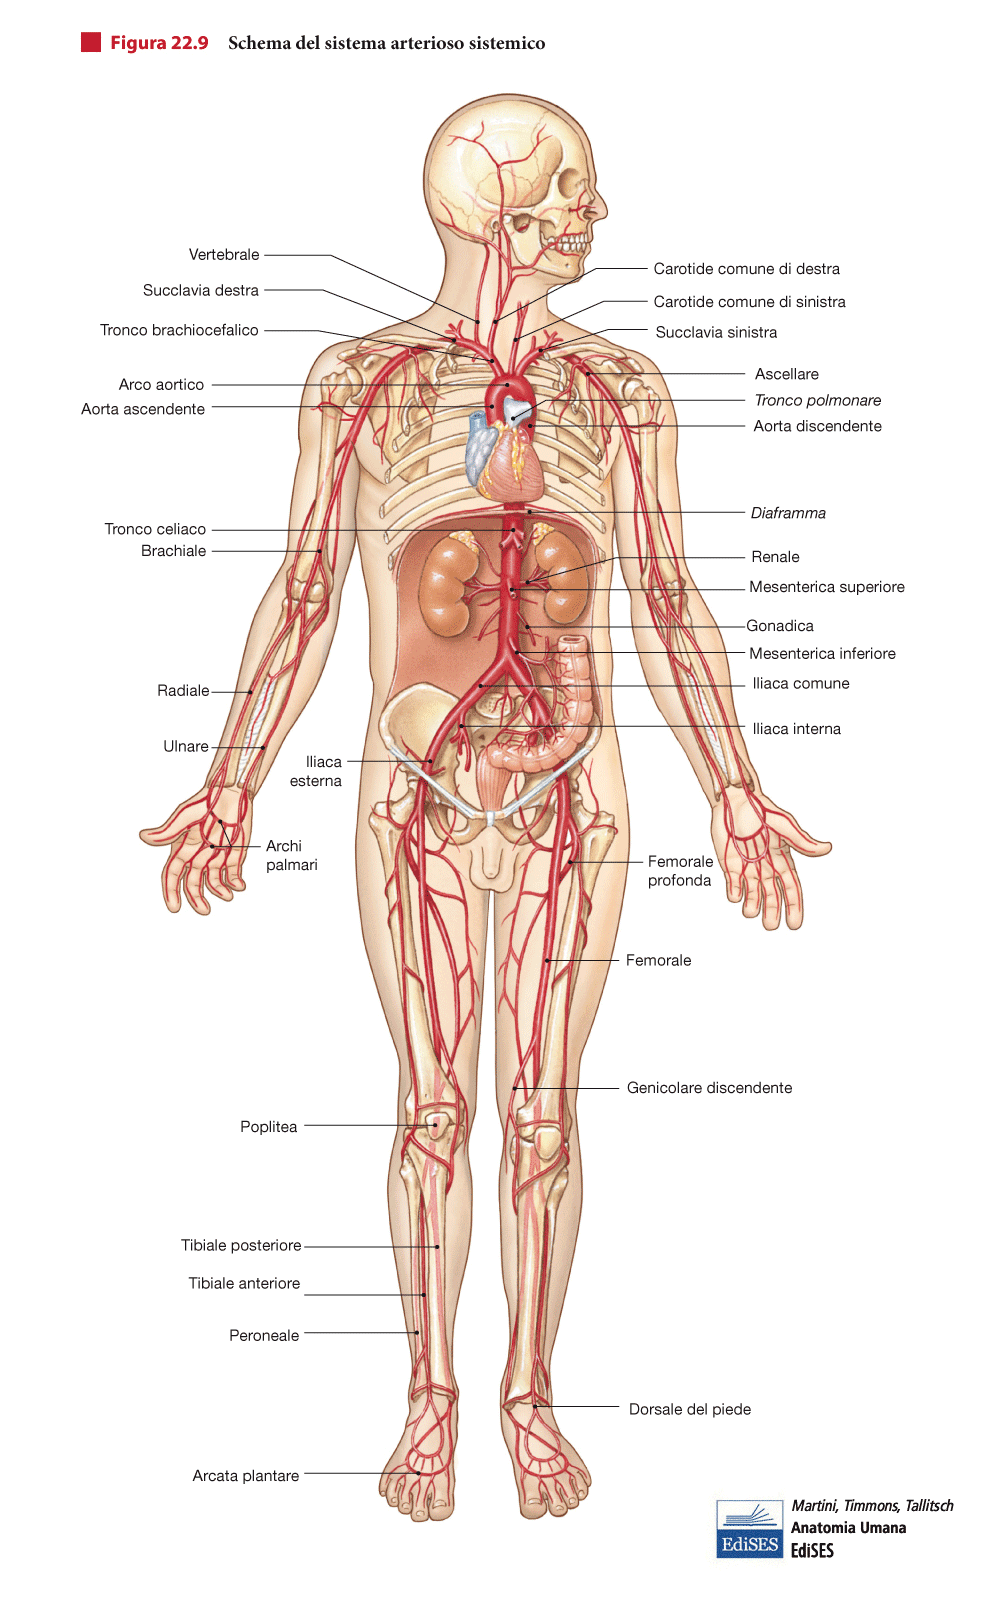 Figura 22.9 Schema del sistema arterioso sistemico
Vertebrale
Succlavia destra
Tronco brachiocefalico
Arco aortico
Aorta ascendente
Carotide comune di destra
Carotide comune di sinistra
Succlavia sinistra
Ascellare
Tronco polmonare
Aorta discendente
Tronco celiaco
Brachiale
Diaframma
Renale
Mesenterica superiore
Gonadica
Mesenterica inferiore
Iliaca comune
Iliaca interna
Radiale
Ulnare
Iliaca
esterna
Archi
palmari
Femorale
profonda
Femorale
Genicolare discendente
Poplitea
Tibiale posteriore
Tibiale anteriore
Peroneale
Dorsale del piede
Arcata plantare
EdiSES
Martini, Timmons, Tallitsch
Anatomia Umana
EdiSES